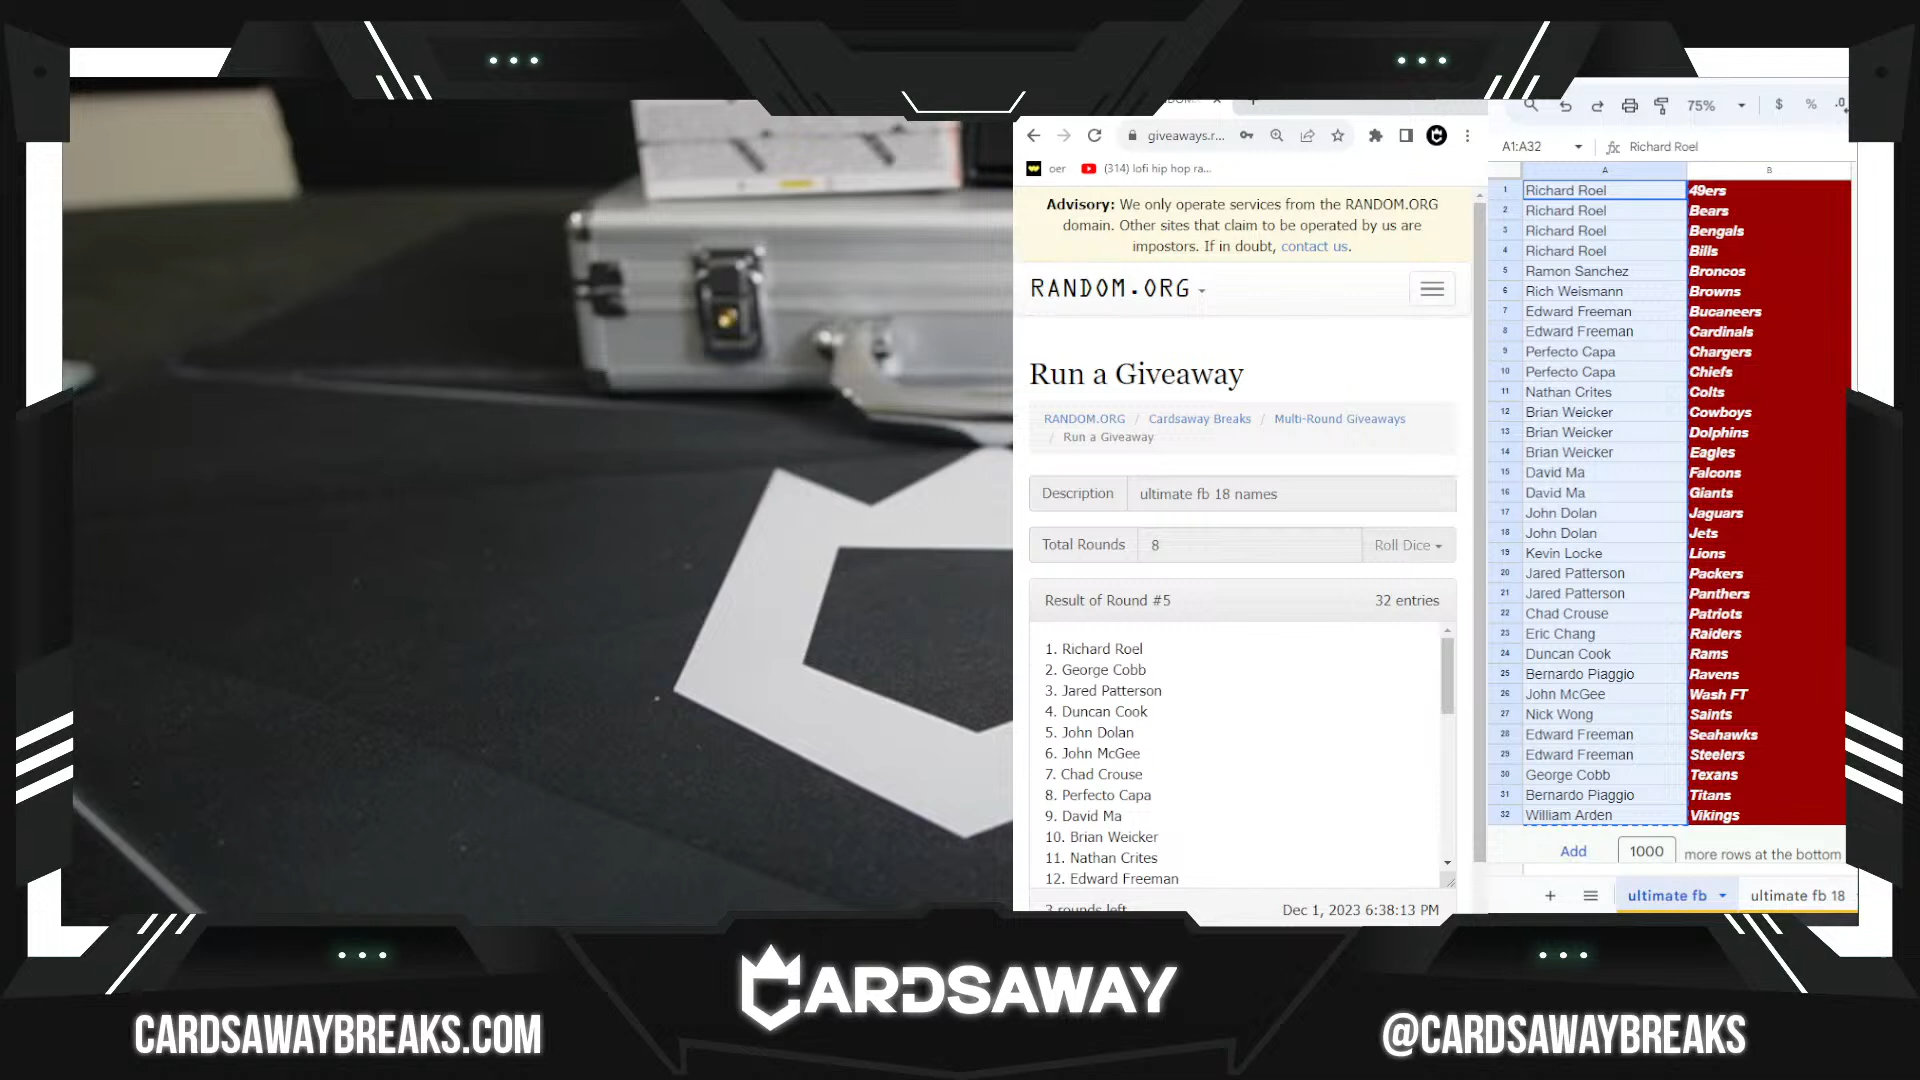 75%
$
%
.0
giveaways.r...
oer
(314) lofi hip hop ra...
Advisory: We only operate services from the RANDOM.ORG
domain. Other sites that claim to be operated by us are
impostors. If in doubt, contact us.
RANDOM.ORG
Run a Giveaway
RANDOM.ORG / Cardsaway Breaks / Multi-Round Giveaways
/ Run a Giveaway
Description ultimate fb 18 names
Total Rounds 8 Roll Dice
Result of Round #5 32 entries
1. Richard Roel
2. George Cobb
3. Jared Patterson
4. Duncan Cook
5. John Dolan
6. John McGee
7. Chad Crouse
8. Perfecto Capa
9. David Ma
10. Brian Weicker
11. Nathan Crites
12. Edward Freeman
3 rounds left Dec 1, 2023 6:38:13 PM
A1:A32 fx Richard Roel
A B
1 Richard Roel 49ers
2 Richard Roel Bears
3 Richard Roel Bengals
4 Richard Roel Bills
5 Ramon Sanchez Broncos
6 Rich Weismann Browns
7 Edward Freeman Bucaneers
8 Edward Freeman Cardinals
9 Perfecto Capa Chargers
10 Perfecto Capa Chiefs
11 Nathan Crites Colts
12 Brian Weicker Cowboys
13 Brian Weicker Dolphins
14 Brian Weicker Eagles
15 David Ma Falcons
16 David Ma Giants
17 John Dolan Jaguars
18 John Dolan Jets
19 Kevin Locke Lions
20 Jared Patterson Packers
21 Jared Patterson Panthers
22 Chad Crouse Patriots
23 Eric Chang Raiders
24 Duncan Cook Rams
25 Bernardo Piaggio Ravens
26 John McGee Wash FT
27 Nick Wong Saints
28 Edward Freeman Seahawks
29 Edward Freeman Steelers
30 George Cobb Texans
31 Bernardo Piaggio Titans
32 William Arden Vikings
Add 1000 more rows at the bottom
ultimate fb ultimate fb 18
CARDSAWAY
CARDSAWAYBREAKS.COM
@CARDSAWAYBREAKS